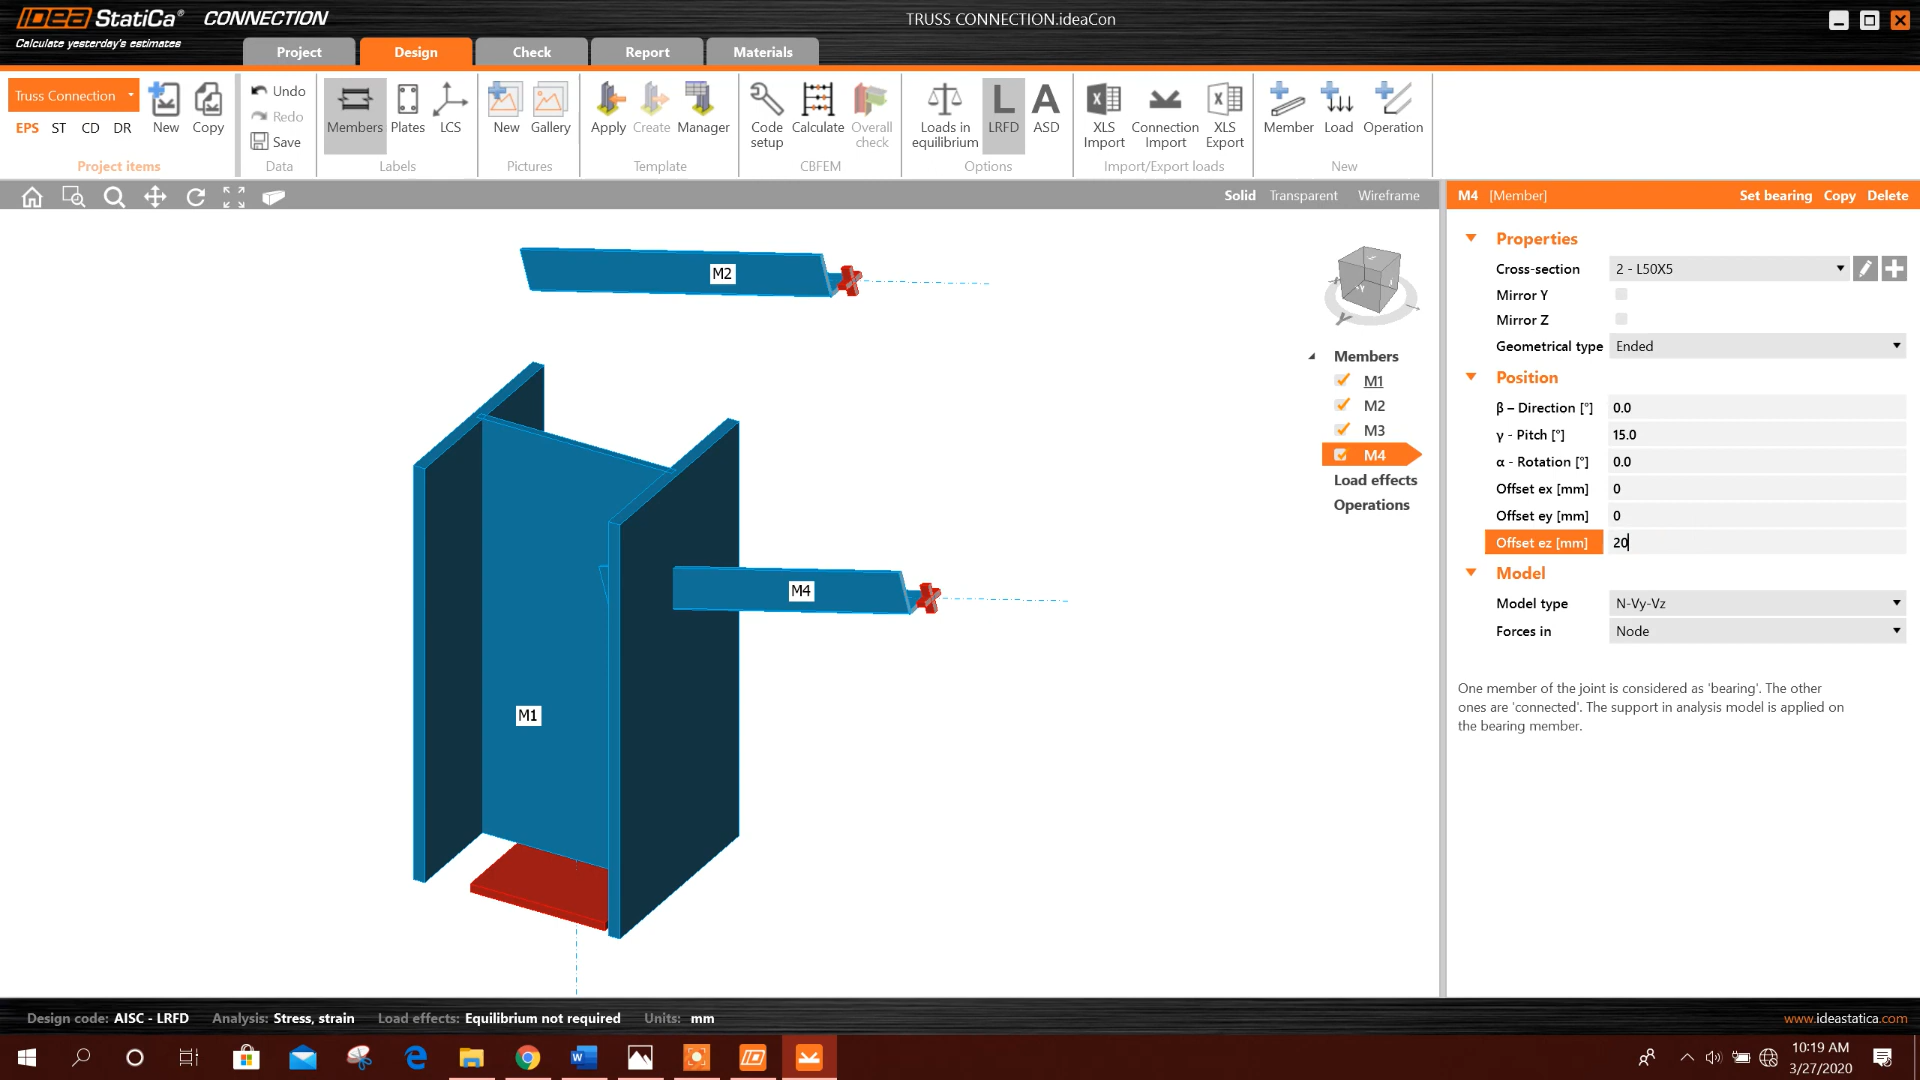 IDEA StatiCa® CONNECTION
Calculate yesterday's estimates
TRUSS CONNECTION.ideaCon
Project Design Check Report Materials
Truss Connection
EPS ST CD DR
New Copy
Project items
Undo
Redo
Save
Data
Members Plates LCS
Labels
New Gallery
Pictures
Apply Create Manager
Template
Code setup Calculate Overall check
CBFEM
Loads in equilibrium LRFD ASD
Options
XLS Import Connection Import XLS Export
Import/Export loads
Member Load Operation
New
Solid Transparent Wireframe
M4 [Member] Set bearing Copy Delete
M2
M4
M1
Members
M1
M2
M3
M4
Load effects
Operations
Properties
Cross-section 2 - L50X5
Mirror Y
Mirror Z
Geometrical type Ended
Position
β – Direction [°] 0.0
γ - Pitch [°] 15.0
α - Rotation [°] 0.0
Offset ex [mm] 0
Offset ey [mm] 0
Offset ez [mm] 20
Model
Model type N-Vy-Vz
Forces in Node
One member of the joint is considered as 'bearing'. The other
ones are 'connected'. The support in analysis model is applied on
the bearing member.
Design code: AISC - LRFD Analysis: Stress, strain Load effects: Equilibrium not required Units: mm
www.ideastatica.com
10:19 AM
3/27/2020